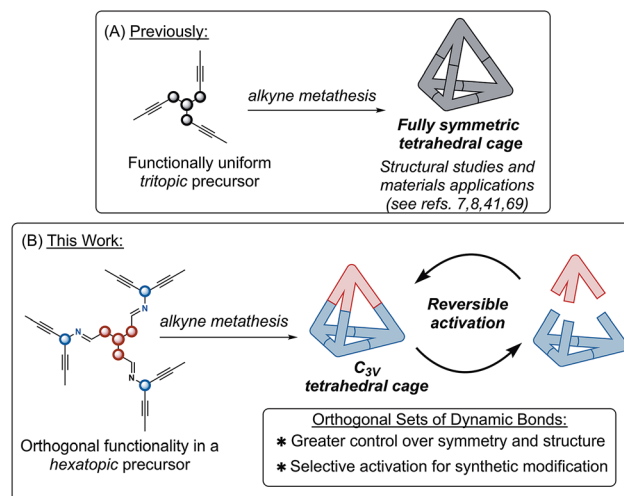 (A) Previously:
alkyne metathesis
Functionally uniform
tritopic precursor
Fully symmetric
tetrahedral cage
Structural studies and
materials applications
(see refs. 7,8,41,69)
(B) This Work:
N
N
N
alkyne metathesis
Orthogonal functionality in a
hexatopic precursor
C3V
tetrahedral cage
Reversible
activation
Orthogonal Sets of Dynamic Bonds:
✱ Greater control over symmetry and structure
✱ Selective activation for synthetic modification